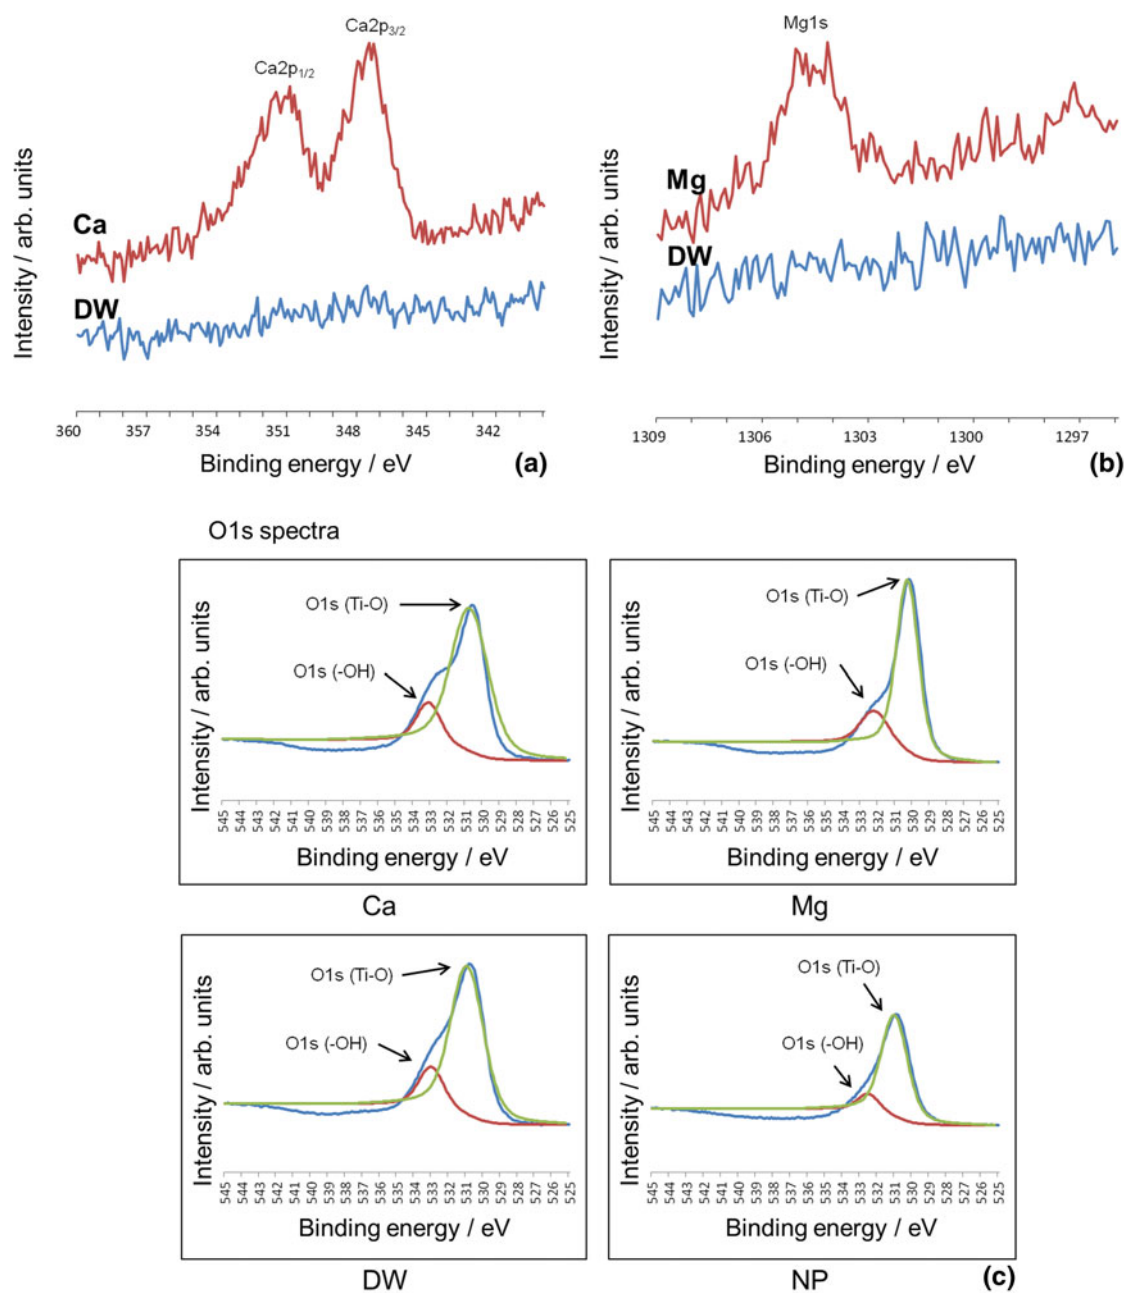 Ca2p3/2
Ca2p1/2
Ca
DW
Intensity / arb. units
360 357 354 351 348 345 342
Binding energy / eV
(a)
Mg1s
Mg
DW
Intensity / arb. units
1309 1306 1303 1300 1297
Binding energy / eV
(b)
O1s spectra
O1s (Ti-O)
O1s (-OH)
Intensity / arb. units
545 544 543 542 541 540 539 538 537 536 535 534 533 532 531 530 529 528 527 526 525
Binding energy / eV
Ca
O1s (Ti-O)
O1s (-OH)
Intensity / arb. units
545 544 543 542 541 540 539 538 537 536 535 534 533 532 531 530 529 528 527 526 525
Binding energy / eV
Mg
O1s (Ti-O)
O1s (-OH)
Intensity / arb. units
545 544 543 542 541 540 539 538 537 536 535 534 533 532 531 530 529 528 527 526 525
Binding energy / eV
DW
O1s (Ti-O)
O1s (-OH)
Intensity / arb. units
545 544 543 542 541 540 539 538 537 536 535 534 533 532 531 530 529 528 527 526 525
Binding energy / eV
NP
(c)